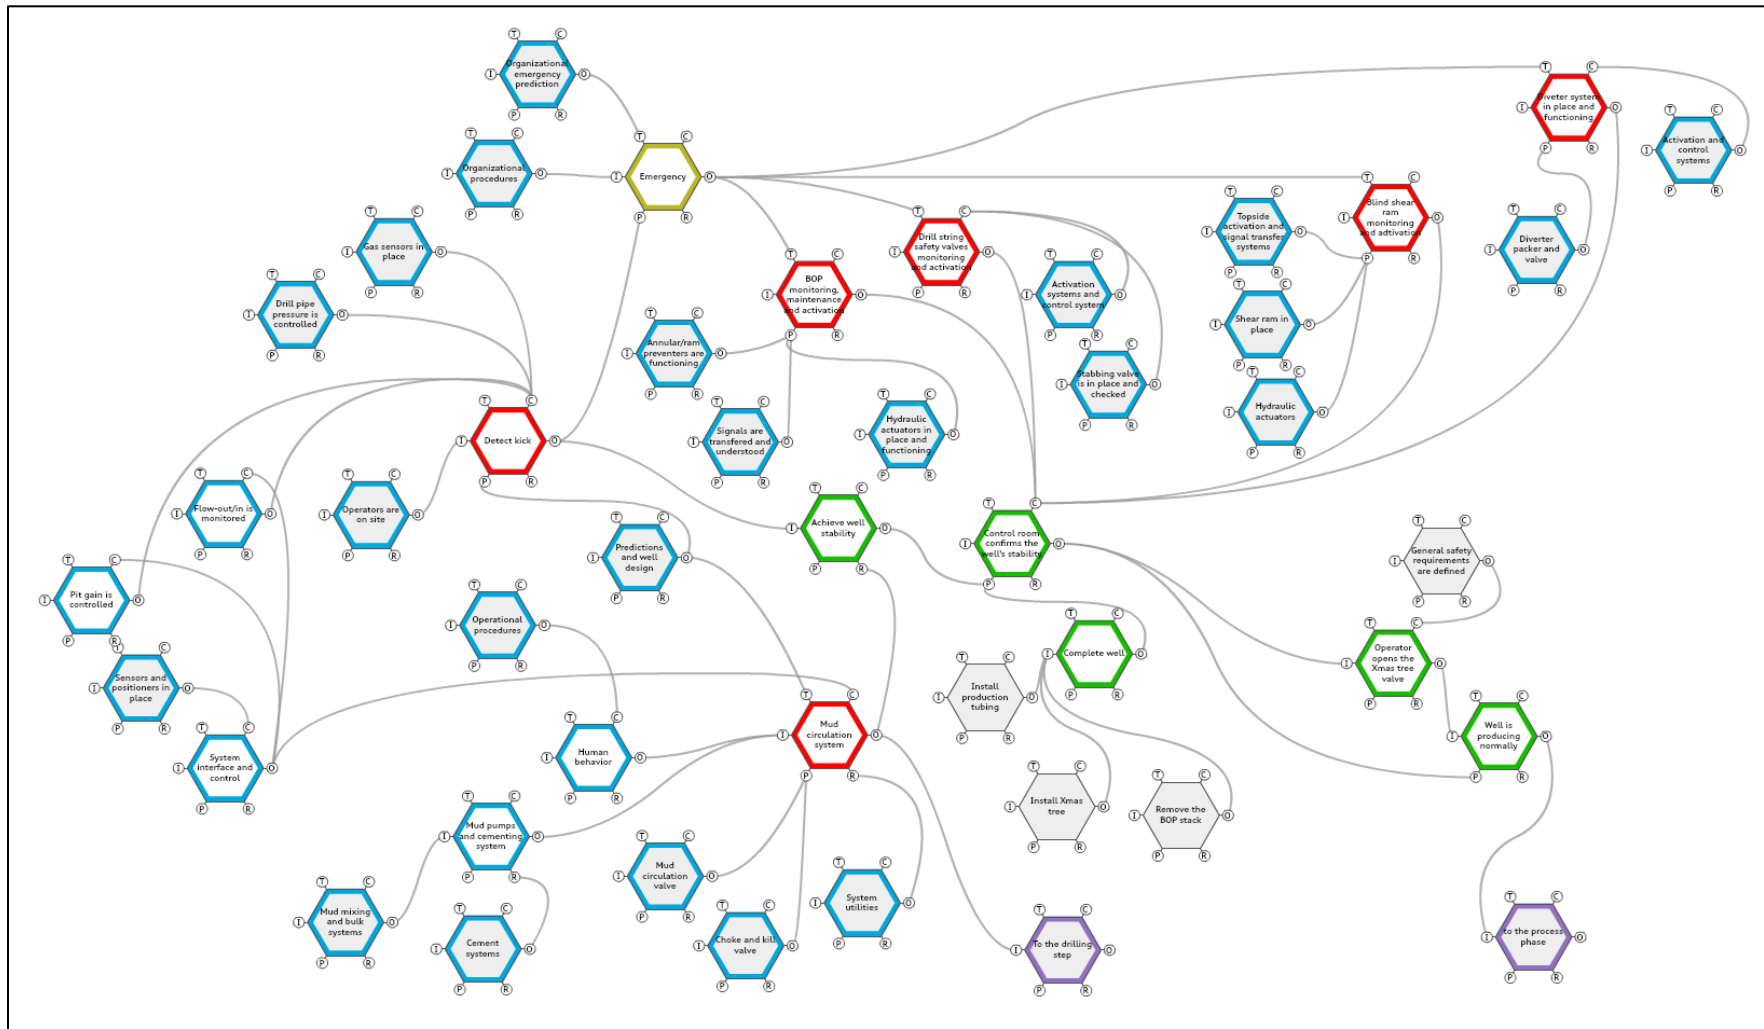 Organizational
emergency
prediction
Organizational
procedures
Emergency
Gas sensors in
place
Drill pipe
pressure is
controlled
Detect kick
Flow-out/in is
monitored
Operators are
on site
Pit gain is
controlled
Sensors and
positioners in
place
System
interface and
control
Annular/ram
preventers are
functioning
Signals are
transfered and
understood
BOP
monitoring,
maintenance
and activation
Hydraulic
actuators in
place and
functioning
Drill string
safety valves
monitoring
and activation
Activation
systems and
control system
Stabbing valve
is in place and
checked
Topside
activation and
signal transfer
systems
Shear ram in
place
Hydraulic
actuators
Blind shear
ram
monitoring
and adtivation
Diveter system
in place and
functioning
Activation and
control
systems
Diverter
packer and
valve
Predictions
and well
design
Operational
procedures
Achieve well
stability
Control room
confirms the
well's stability
Complete well
Install
production
tubing
Install Xmas
tree
Remove the
BOP stack
General safety
requirements
are defined
Operator
opens the
Xmas tree
valve
Well is
producing
normally
to the process
phase
Human
behavior
Mud
circulation
system
Mud pumps
and cementing
system
Mud mixing
and bulk
systems
Cement
systems
Mud
circulation
valve
Choke and kill
valve
System
utilities
To the drilling
step